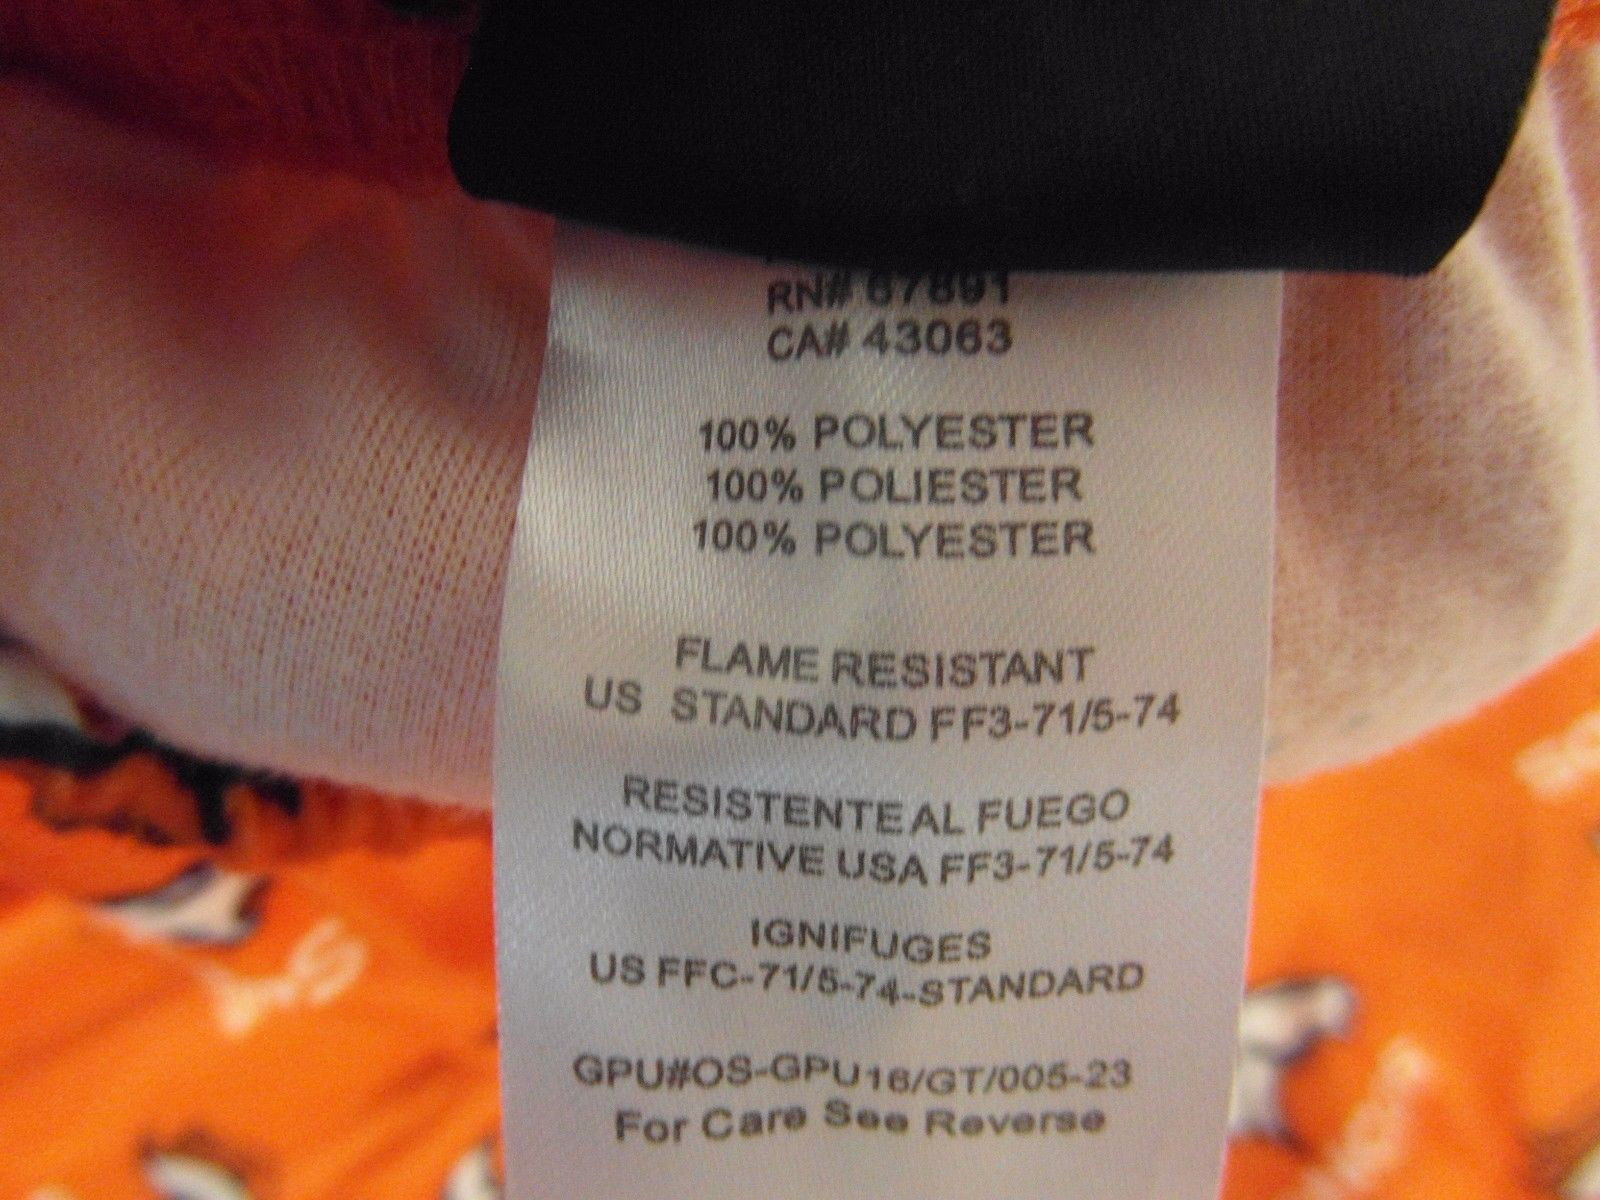 RN# 67891
CA# 43063
100% POLYESTER
100% POLIESTER
100% POLYESTER
FLAME RESISTANT
US STANDARD FF3-71/5-74
RESISTENTE AL FUEGO
NORMATIVE USA FF3-71/5-74
IGNIFUGES
US FFC-71/5-74-STANDARD
GPU#OS-GPU16/GT/005-23
For Care See Reverse